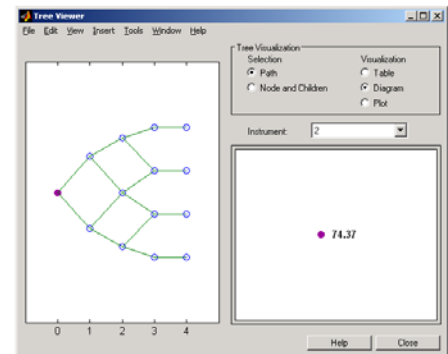 Tree Viewer
File Edit View Insert Tools Window Help
Tree Visualization
Selection
Visualization
Path
Table
Node and Children
Diagram
Plot
Instrument:
2
74.37
0 1 2 3 4
Help
Close